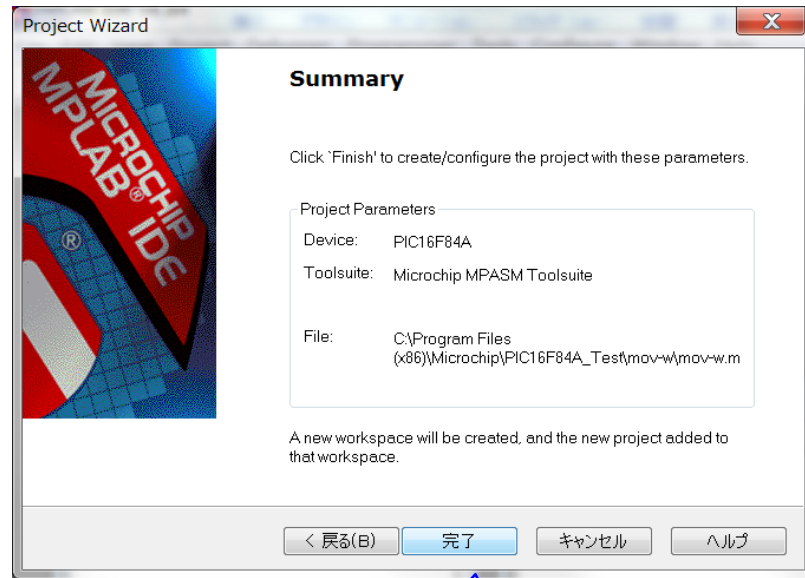 Project Wizard
MICROCHIP
MPLAB® IDE
®
Summary
Click `Finish' to create/configure the project with these parameters.
Project Parameters
Device: PIC16F84A
Toolsuite: Microchip MPASM Toolsuite
File: C:\Program Files
(x86)\Microchip\PIC16F84A_Test\mov-w\mov-w.m
A new workspace will be created, and the new project added to
that workspace.
< 戻る(B) 完了 キャンセル ヘルプ